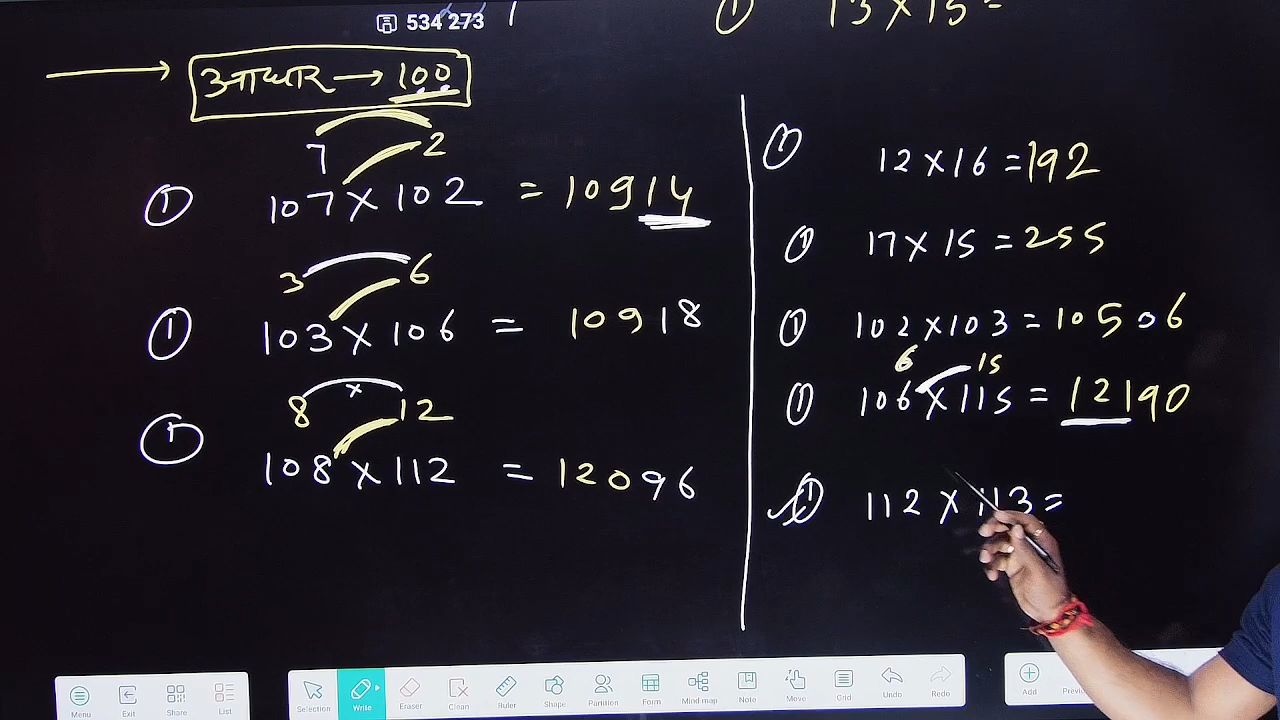 534 273
① 13 × 15 =
आधार → 100
7 2
① 107 × 102 = 10914
3 6
① 103 × 106 = 10918
8 × 12
① 108 × 112 = 12096
① 12 × 16 = 192
① 17 × 15 = 255
① 102 × 103 = 10506
6 15
① 106 × 115 = 12190
① 112 × 113 =
Menu Exit Share List
Selection Write Eraser Clean Ruler Shape Partition Form Mind map Note Move Grid Undo Redo
Add